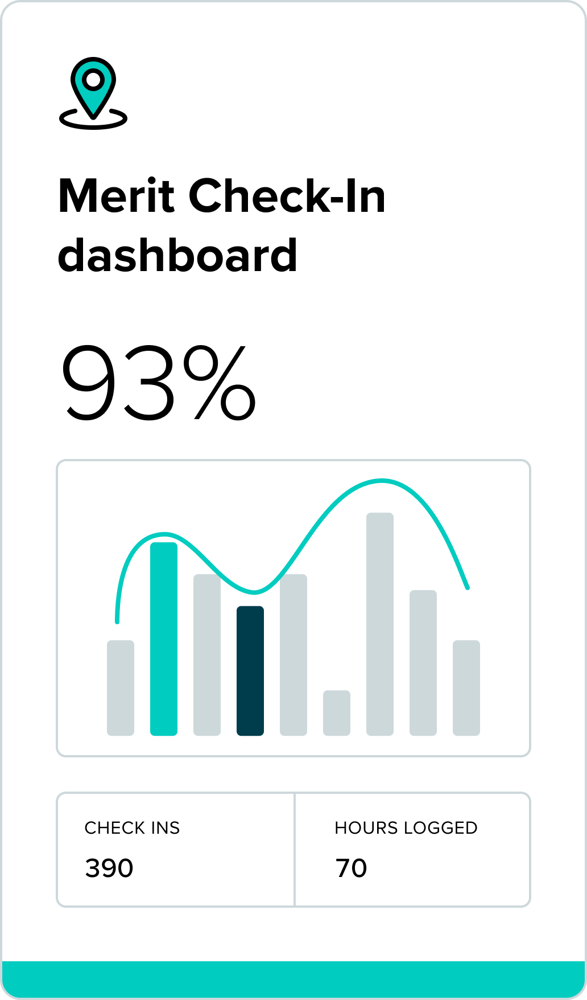 Merit Check-In
dashboard
93%
CHECK INS
HOURS LOGGED
390
70